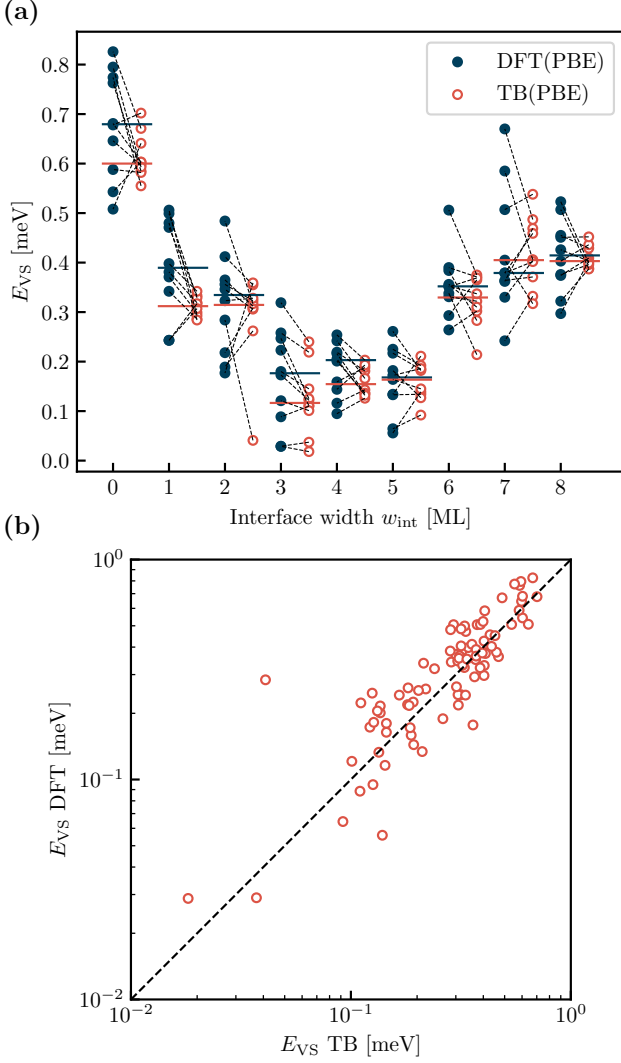 (a)
DFT(PBE)
TB(PBE)
E_VS [meV]
0.8
0.7
0.6
0.5
0.4
0.3
0.2
0.1
0.0
0 1 2 3 4 5 6 7 8
Interface width w_int [ML]
(b)
10^0
10^-1
10^-2
E_VS DFT [meV]
10^-2 10^-1 10^0
E_VS TB [meV]